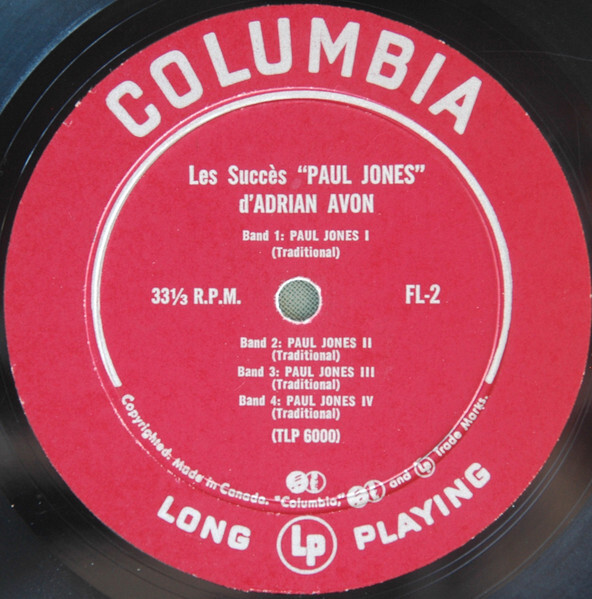 COLUMBIA
Les Succès "PAUL JONES"
d'ADRIAN AVON
Band 1: PAUL JONES I
(Traditional)
33⅓ R.P.M.
FL-2
Band 2: PAUL JONES II
(Traditional)
Band 3: PAUL JONES III
(Traditional)
Band 4: PAUL JONES IV
(Traditional)
(TLP 6000)
Copyrighted: Made in Canada. "Columbia," and Lp Trade Marks.
LONG Lp PLAYING